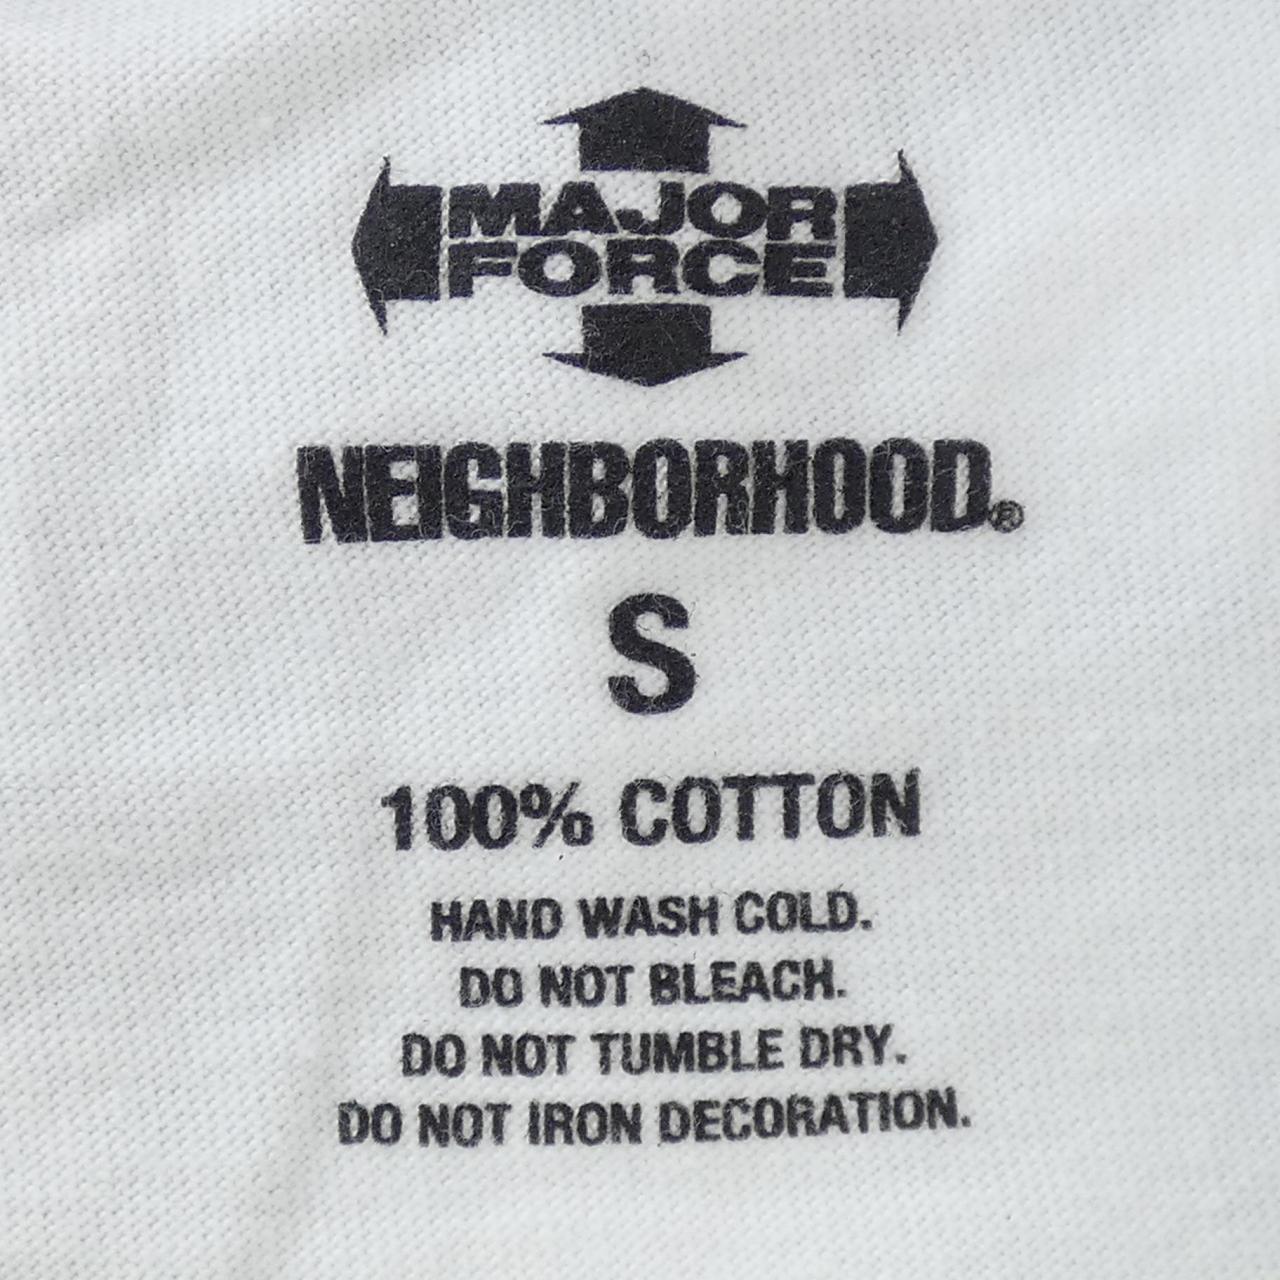 MAJOR
FORCE
NEIGHBORHOOD®
S
100% COTTON
HAND WASH COLD.
DO NOT BLEACH.
DO NOT TUMBLE DRY.
DO NOT IRON DECORATION.